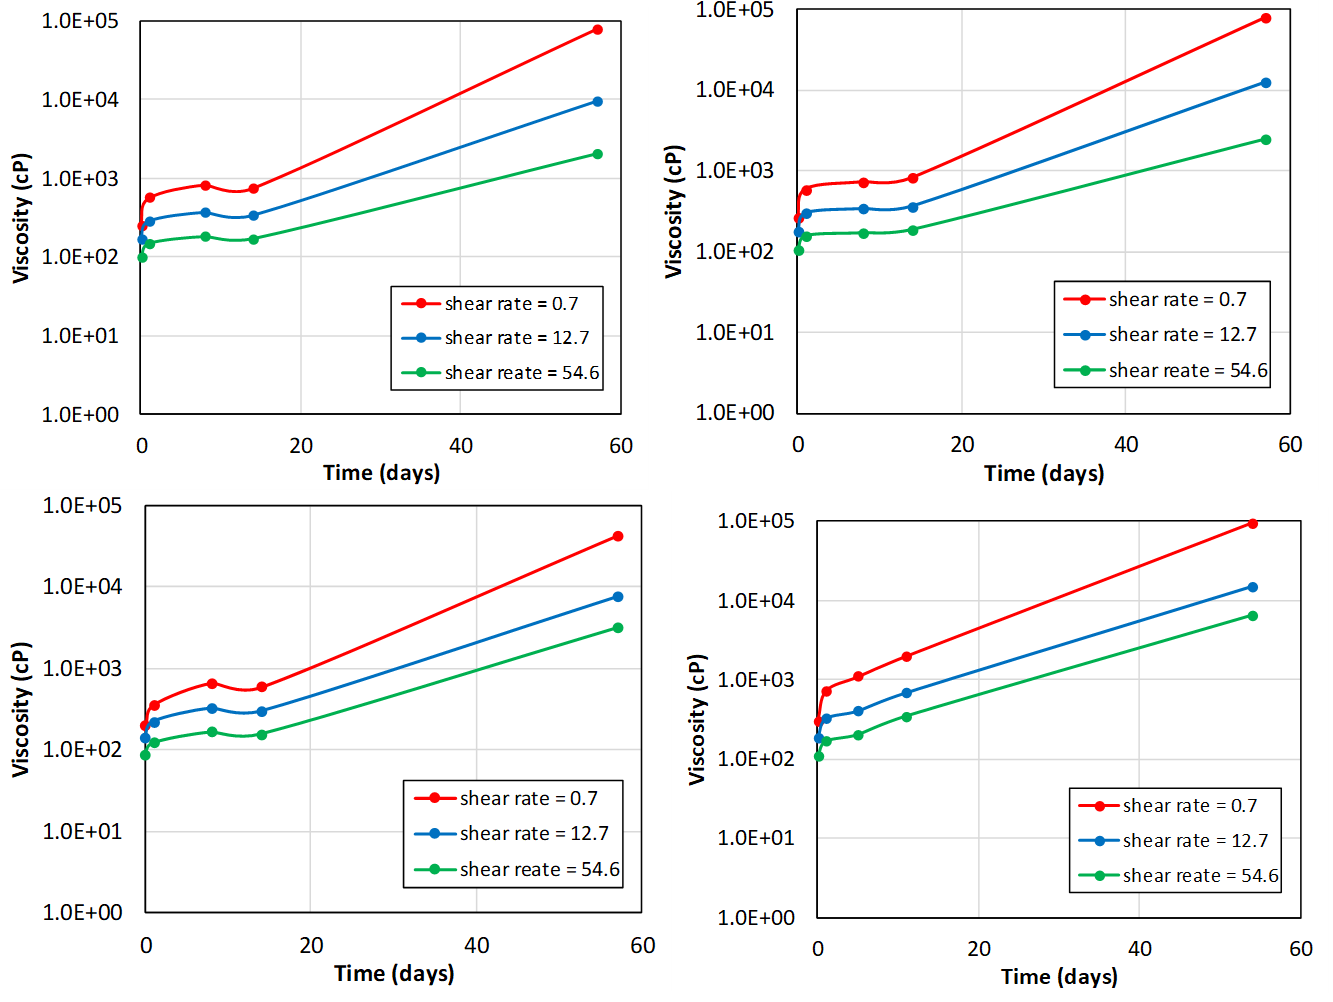 1.0E+05
1.0E+04
1.0E+03
1.0E+02
1.0E+01
1.0E+00
Viscosity (cP)
shear rate = 0.7
shear rate = 12.7
shear reate = 54.6
0 20 40 60
Time (days)
1.0E+05
1.0E+04
1.0E+03
1.0E+02
1.0E+01
1.0E+00
Viscosity (cP)
shear rate = 0.7
shear rate = 12.7
shear reate = 54.6
0 20 40 60
Time (days)
1.0E+05
1.0E+04
1.0E+03
1.0E+02
1.0E+01
1.0E+00
Viscosity (cP)
shear rate = 0.7
shear rate = 12.7
shear reate = 54.6
0 20 40 60
Time (days)
1.0E+05
1.0E+04
1.0E+03
1.0E+02
1.0E+01
1.0E+00
Viscosity (cP)
shear rate = 0.7
shear rate = 12.7
shear reate = 54.6
0 20 40 60
Time (days)